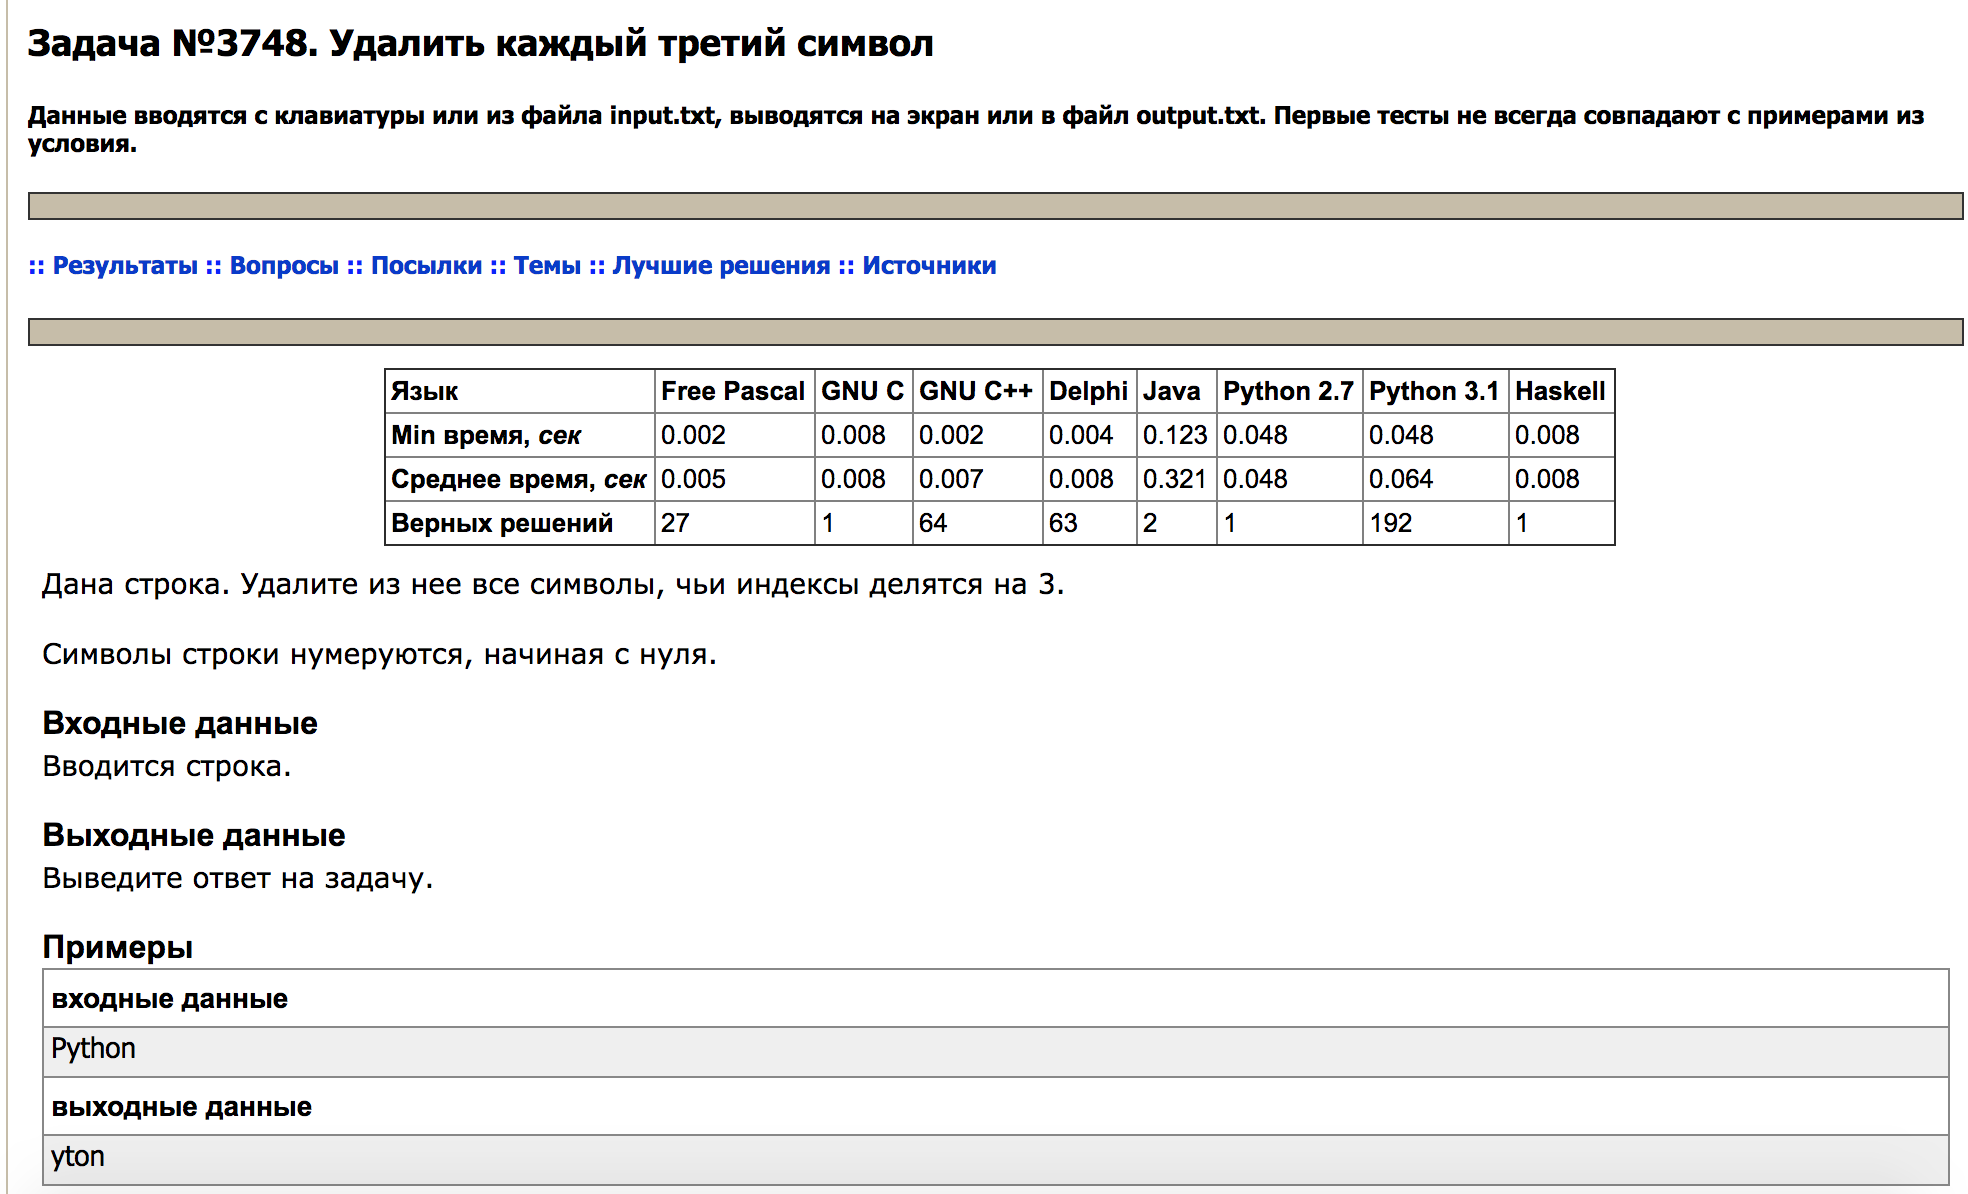 Задача №3748. Удалить каждый третий символ
Данные вводятся с клавиатуры или из файла input.txt, выводятся на экран или в файл output.txt. Первые тесты не всегда совпадают с примерами из
условия.
:: Результаты :: Вопросы :: Посылки :: Темы :: Лучшие решения :: Источники
Язык Free Pascal GNU C GNU C++ Delphi Java Python 2.7 Python 3.1 Haskell
Min время, сек 0.002 0.008 0.002 0.004 0.123 0.048 0.048 0.008
Среднее время, сек 0.005 0.008 0.007 0.008 0.321 0.048 0.064 0.008
Верных решений 27 1 64 63 2 1 192 1
Дана строка. Удалите из нее все символы, чьи индексы делятся на 3.
Символы строки нумеруются, начиная с нуля.
Входные данные
Вводится строка.
Выходные данные
Выведите ответ на задачу.
Примеры
входные данные
Python
выходные данные
yton